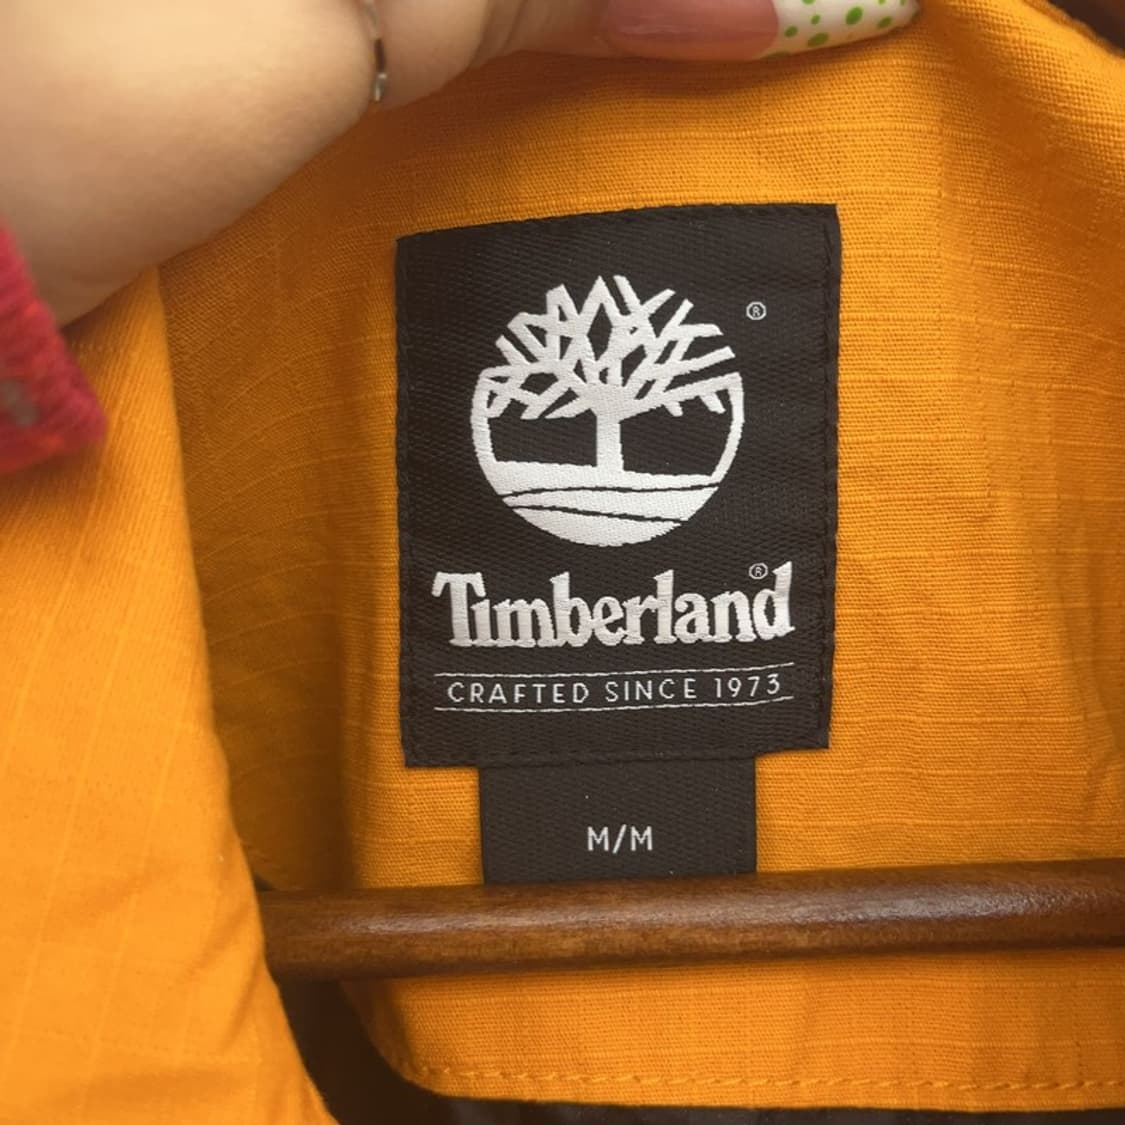 ®
Timberland®
CRAFTED SINCE 1973
M/M